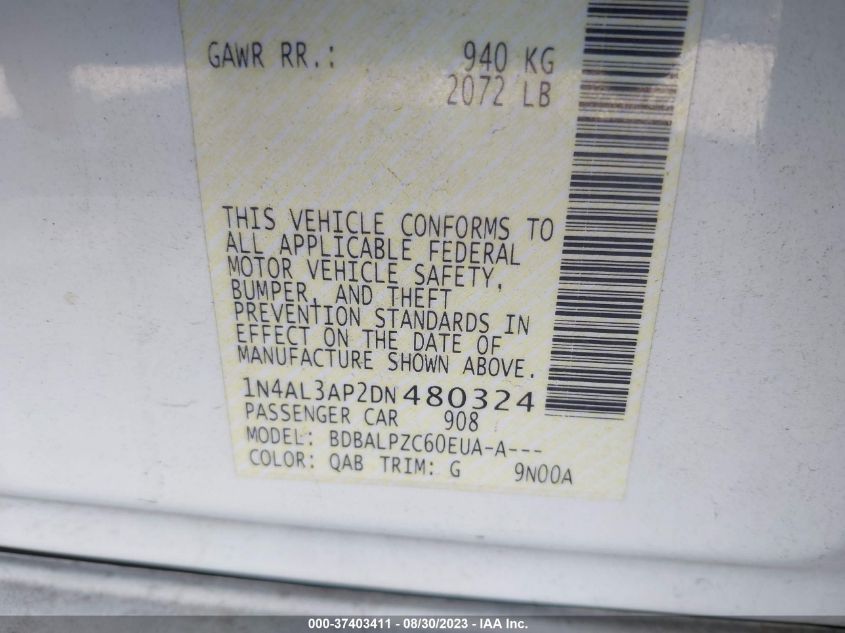 GAWR RR.: 940 KG
2072 LB
THIS VEHICLE CONFORMS TO
ALL APPLICABLE FEDERAL
MOTOR VEHICLE SAFETY,
BUMPER, AND THEFT
PREVENTION STANDARDS IN
EFFECT ON THE DATE OF
MANUFACTURE SHOWN ABOVE.
1N4AL3AP2DN480324
PASSENGER CAR 908
MODEL: BDBALPZC60EUA-A---
COLOR: QAB TRIM: G 9N00A
000-37403411 - 08/30/2023 - IAA Inc.